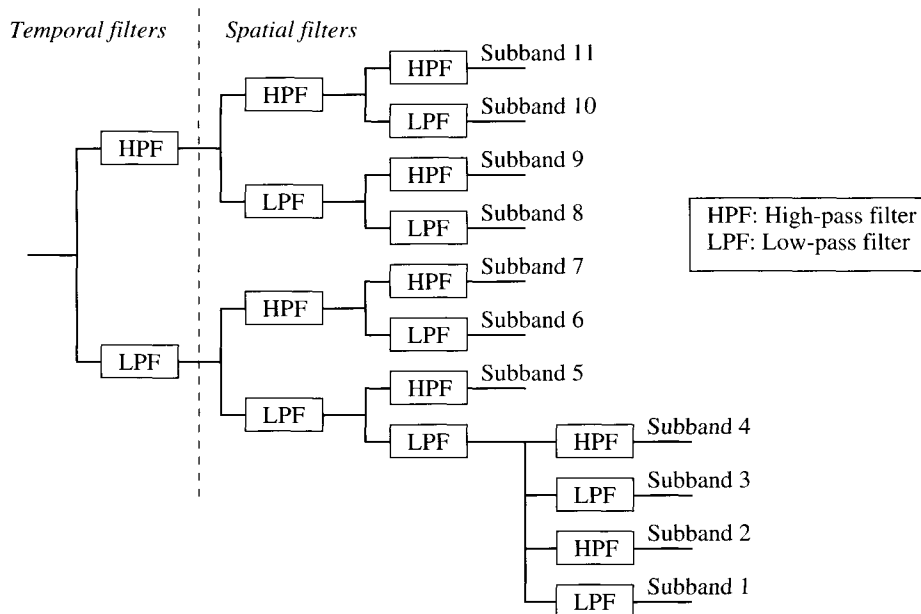 Temporal filters
Spatial filters
HPF
Subband 11
HPF
LPF
Subband 10
HPF
HPF
Subband 9
LPF
LPF
Subband 8
HPF: High-pass filter
LPF: Low-pass filter
HPF
Subband 7
HPF
LPF
Subband 6
LPF
HPF
Subband 5
LPF
LPF
HPF
Subband 4
LPF
Subband 3
HPF
Subband 2
LPF
Subband 1